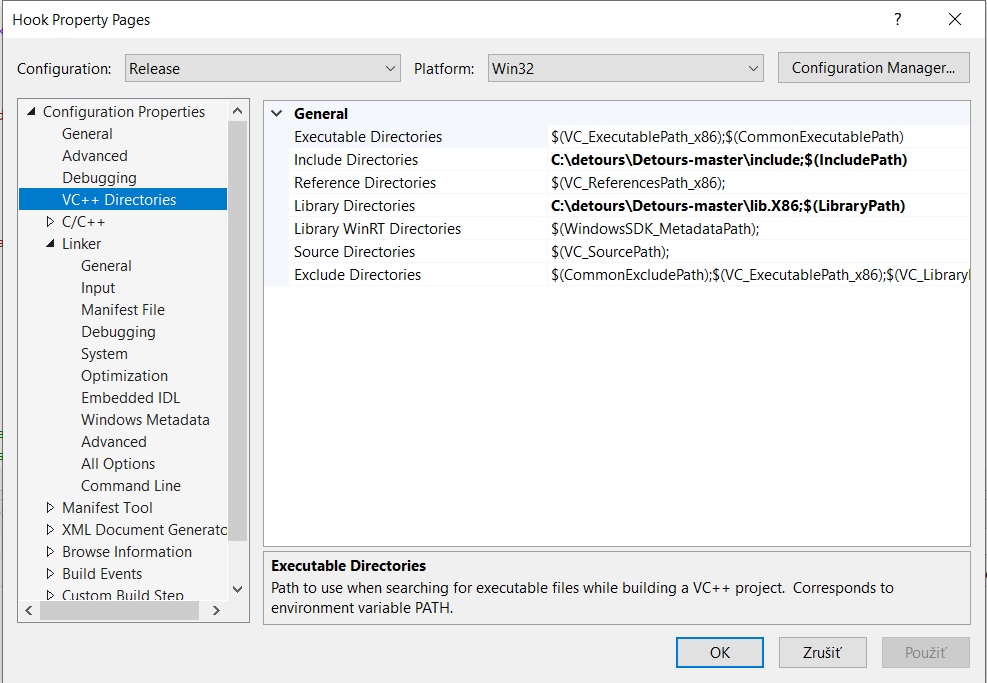 Hook Property Pages
?
Configuration: Release Platform: Win32 Configuration Manager...
Configuration Properties
General
Advanced
Debugging
VC++ Directories
C/C++
Linker
General
Input
Manifest File
Debugging
System
Optimization
Embedded IDL
Windows Metadata
Advanced
All Options
Command Line
Manifest Tool
XML Document Generato
Browse Information
Build Events
Custom Build Step
General
Executable Directories $(VC_ExecutablePath_x86);$(CommonExecutablePath)
Include Directories C:\detours\Detours-master\include;$(IncludePath)
Reference Directories $(VC_ReferencesPath_x86);
Library Directories C:\detours\Detours-master\lib.X86;$(LibraryPath)
Library WinRT Directories $(WindowsSDK_MetadataPath);
Source Directories $(VC_SourcePath);
Exclude Directories $(CommonExcludePath);$(VC_ExecutablePath_x86);$(VC_Library
Executable Directories
Path to use when searching for executable files while building a VC++ project.  Corresponds to
environment variable PATH.
OK Zrušiť Použiť